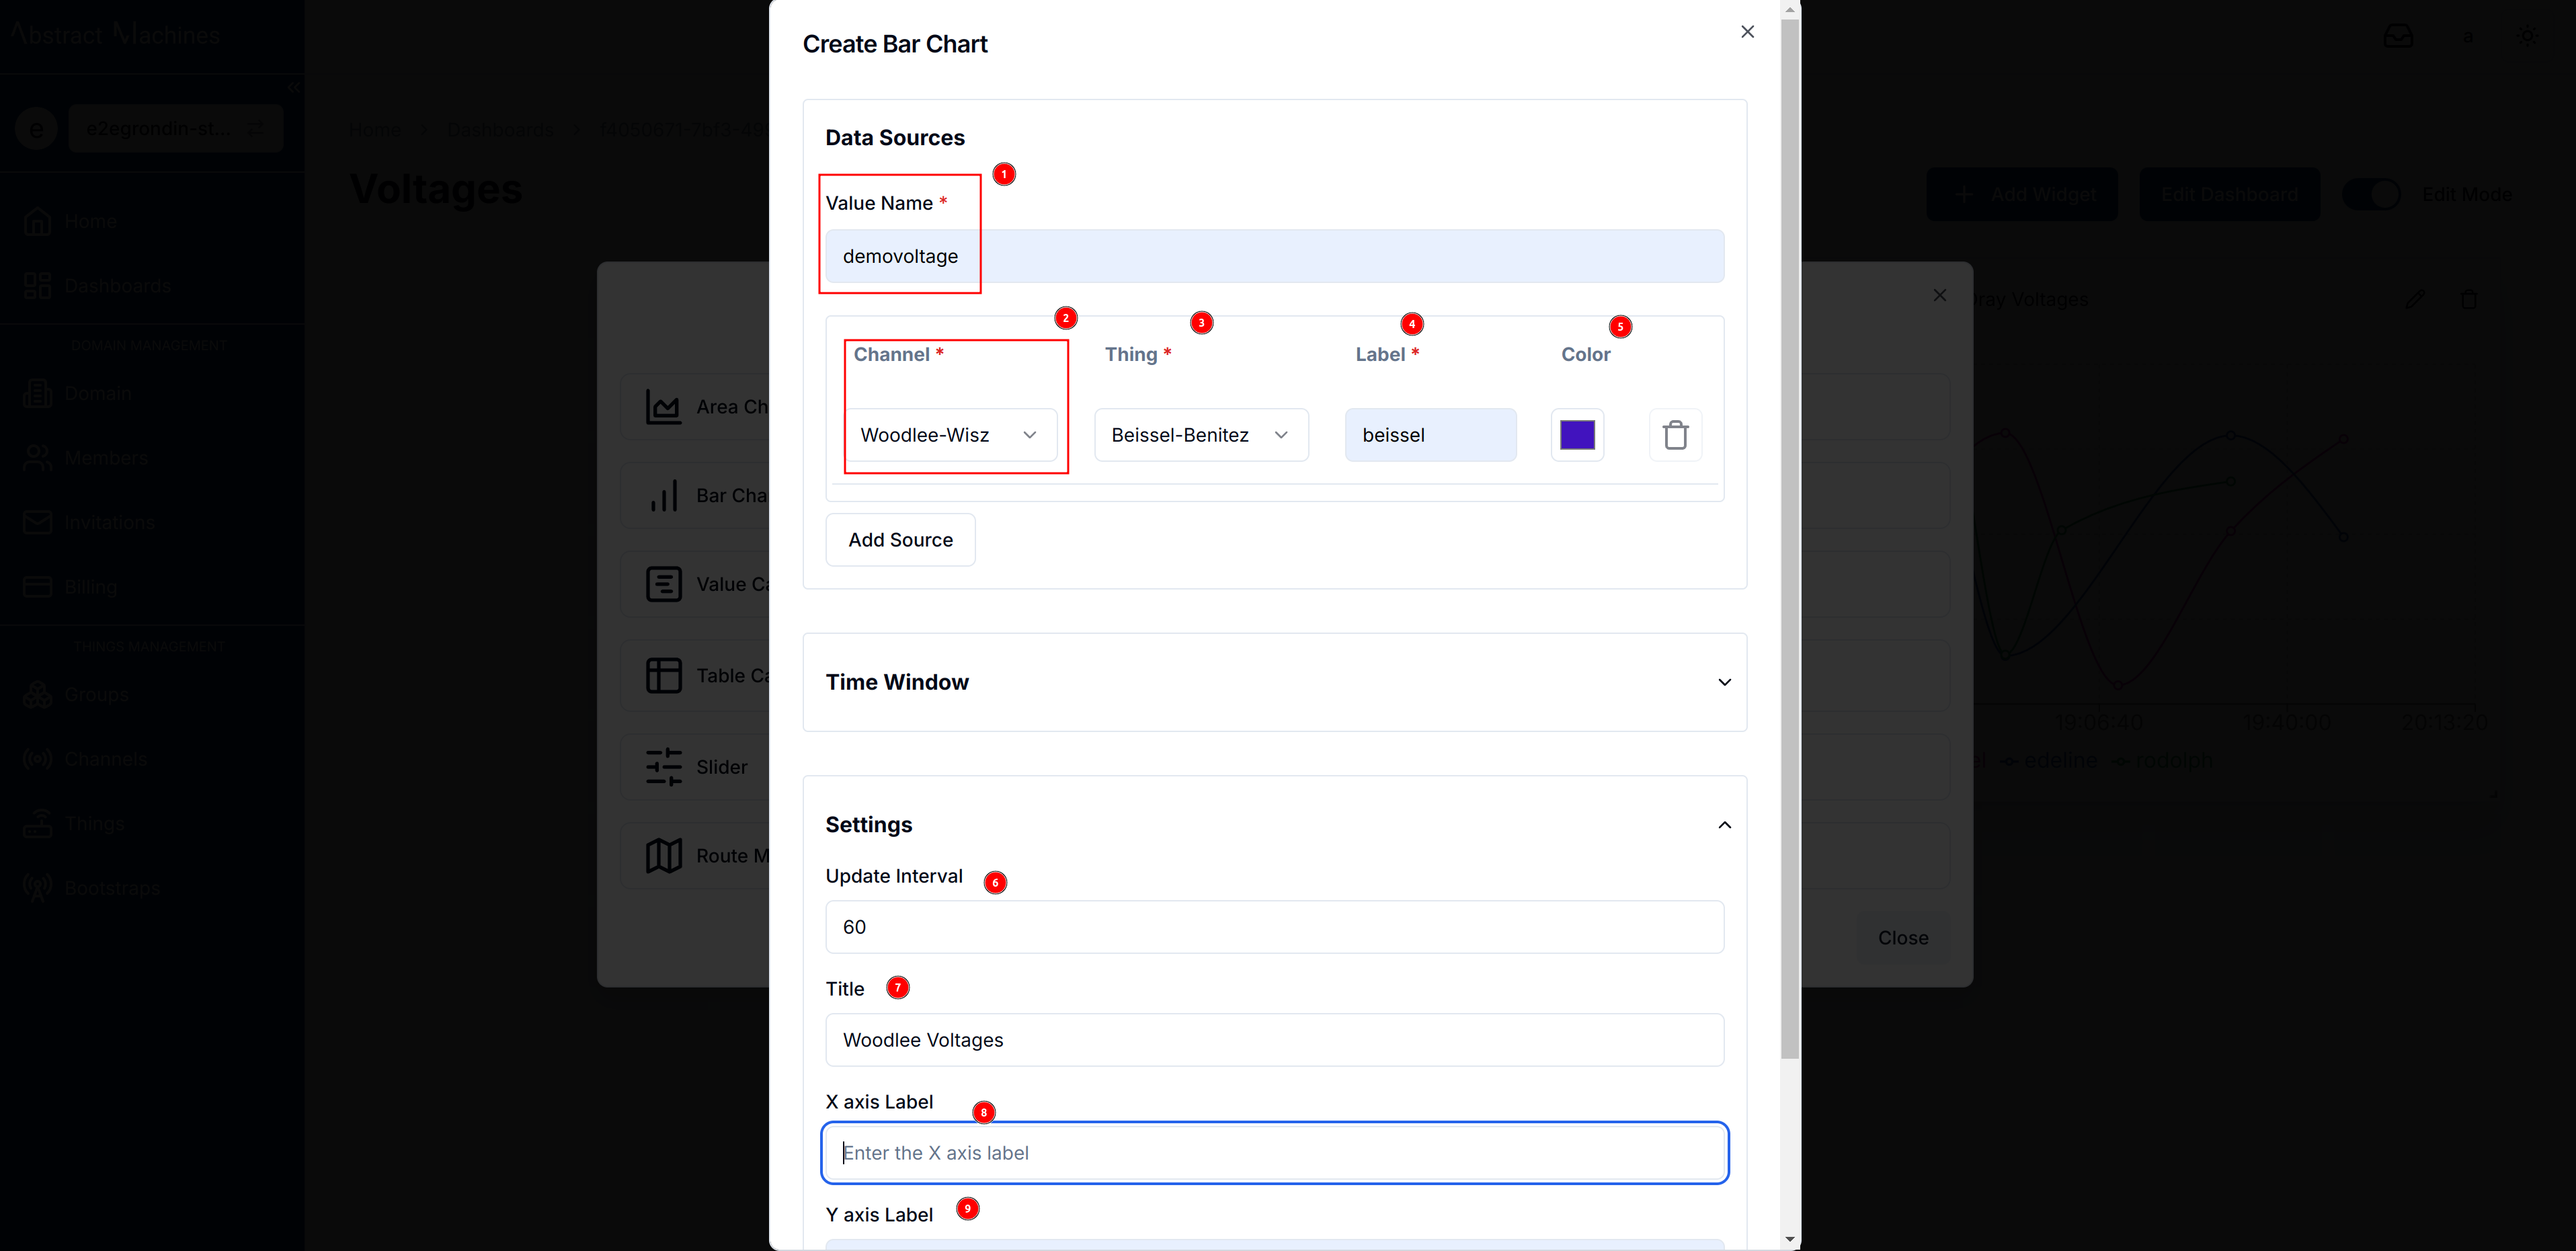 Abstract Machines
Create Bar Chart
e
e2egrondin-st...
a
Home > Dashboards > f4050671-7bf3-49
Voltages
Add Widget
Edit Dashboard
Edit Mode
Home
Dashboards
DOMAIN MANAGEMENT
Domain
Members
Invitations
Billing
THINGS MANAGEMENT
Groups
Channels
Things
Bootstraps
Area Ch
Bar Cha
Value Ca
Table Ca
Slider
Route M
Data Sources
1
Value Name *
demovoltage
2
3
4
5
Channel *
Thing *
Label *
Color
Woodlee-Wisz
Beissel-Benitez
beissel
Add Source
Time Window
Settings
Update Interval
6
60
Title
7
Woodlee Voltages
X axis Label
8
Enter the X axis label
Y axis Label
9
ray Voltages
19:06:40
19:40:00
20:13:20
el
edeline
rodolph
Close